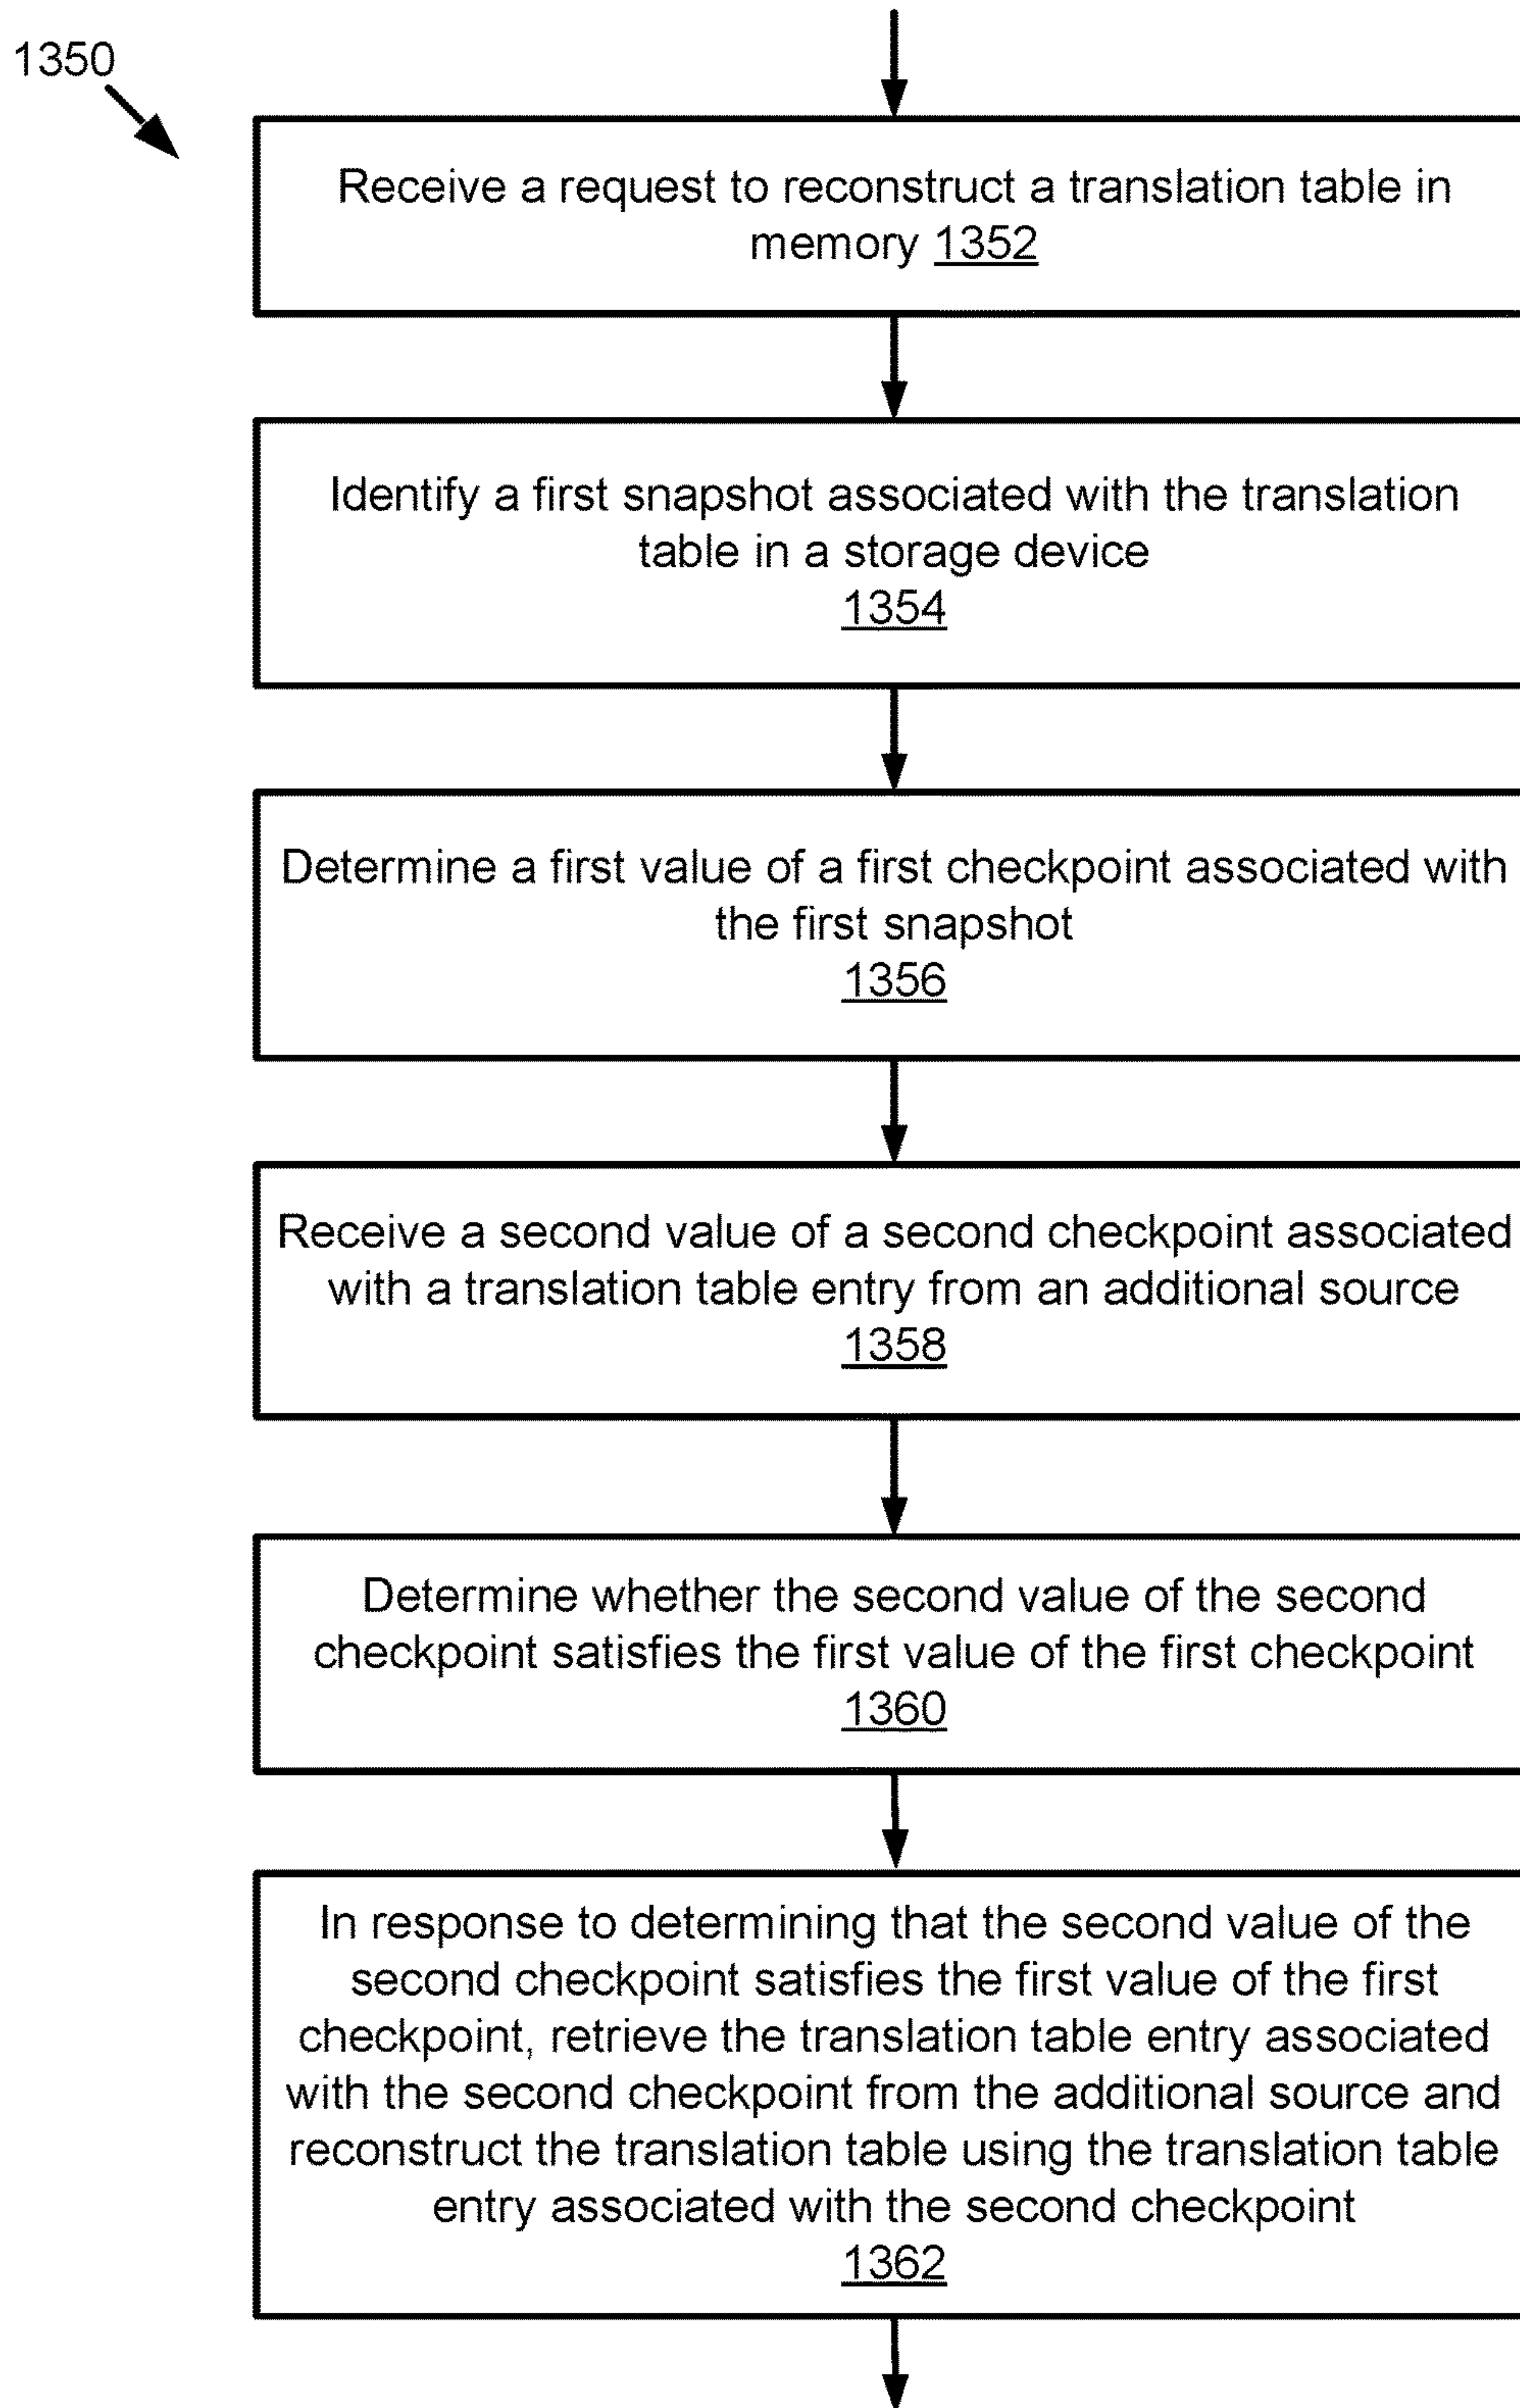 1350
Receive a request to reconstruct a translation table in
memory 1352
Identify a first snapshot associated with the translation
table in a storage device
1354
Determine a first value of a first checkpoint associated with
the first snapshot
1356
Receive a second value of a second checkpoint associated
with a translation table entry from an additional source
1358
Determine whether the second value of the second
checkpoint satisfies the first value of the first checkpoint
1360
In response to determining that the second value of the
second checkpoint satisfies the first value of the first
checkpoint, retrieve the translation table entry associated
with the second checkpoint from the additional source and
reconstruct the translation table using the translation table
entry associated with the second checkpoint
1362